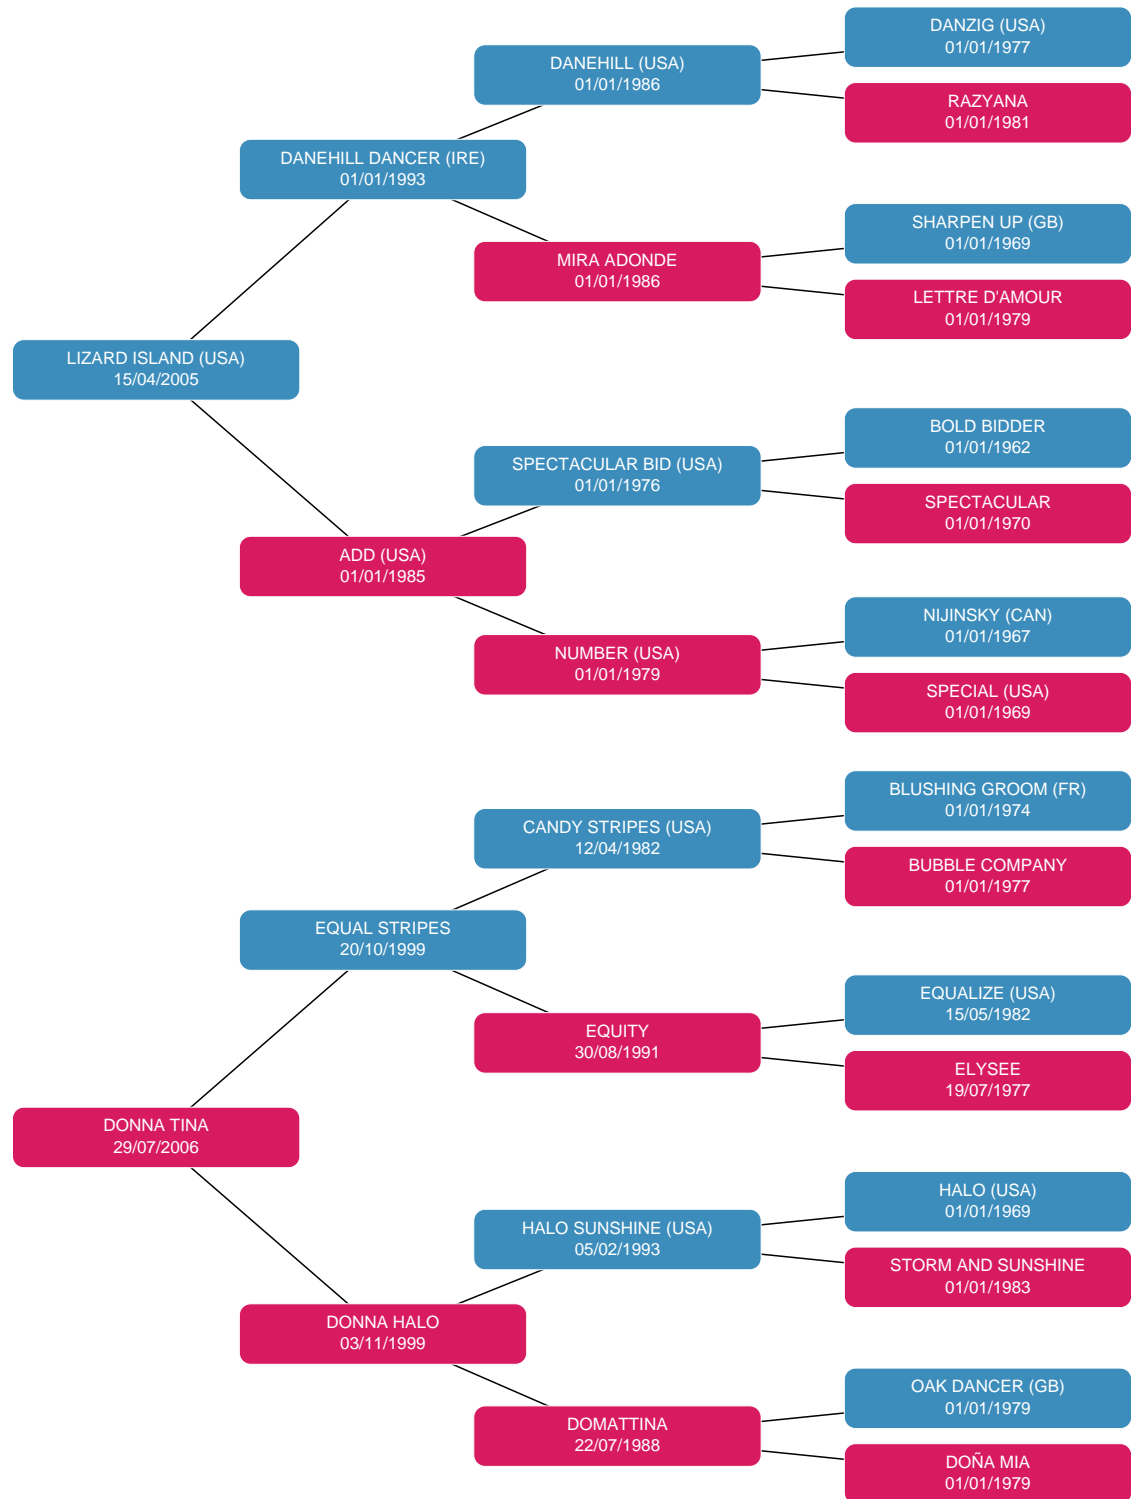 DANZIG (USA)
01/01/1977
DANEHILL (USA)
01/01/1986
RAZYANA
01/01/1981
DANEHILL DANCER (IRE)
01/01/1993
SHARPEN UP (GB)
01/01/1969
MIRA ADONDE
01/01/1986
LETTRE D'AMOUR
01/01/1979
LIZARD ISLAND (USA)
15/04/2005
BOLD BIDDER
01/01/1962
SPECTACULAR BID (USA)
01/01/1976
SPECTACULAR
01/01/1970
ADD (USA)
01/01/1985
NIJINSKY (CAN)
01/01/1967
NUMBER (USA)
01/01/1979
SPECIAL (USA)
01/01/1969
BLUSHING GROOM (FR)
01/01/1974
CANDY STRIPES (USA)
12/04/1982
BUBBLE COMPANY
01/01/1977
EQUAL STRIPES
20/10/1999
EQUALIZE (USA)
15/05/1982
EQUITY
30/08/1991
ELYSEE
19/07/1977
DONNA TINA
29/07/2006
HALO (USA)
01/01/1969
HALO SUNSHINE (USA)
05/02/1993
STORM AND SUNSHINE
01/01/1983
DONNA HALO
03/11/1999
OAK DANCER (GB)
01/01/1979
DOMATTINA
22/07/1988
DOÑA MIA
01/01/1979